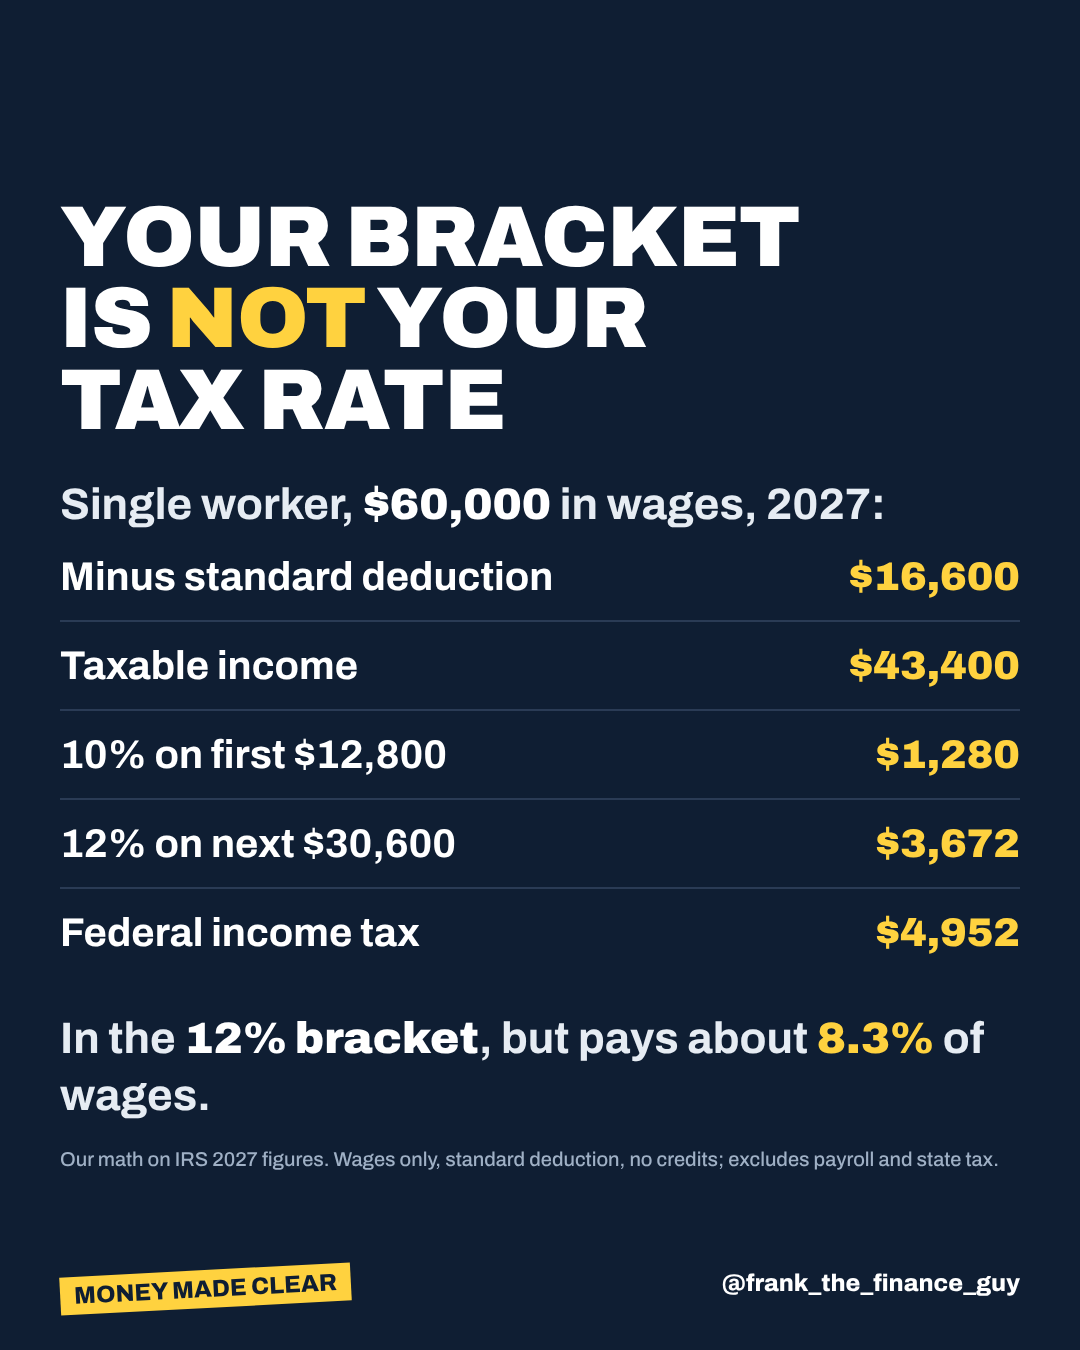 YOUR BRACKET
IS NOT YOUR
TAX RATE
Single worker, $60,000 in wages, 2027:
Minus standard deduction $16,600
Taxable income $43,400
10% on first $12,800 $1,280
12% on next $30,600 $3,672
Federal income tax $4,952
In the 12% bracket, but pays about 8.3% of
wages.
Our math on IRS 2027 figures. Wages only, standard deduction, no credits; excludes payroll and state tax.
MONEY MADE CLEAR
@frank_the_finance_guy